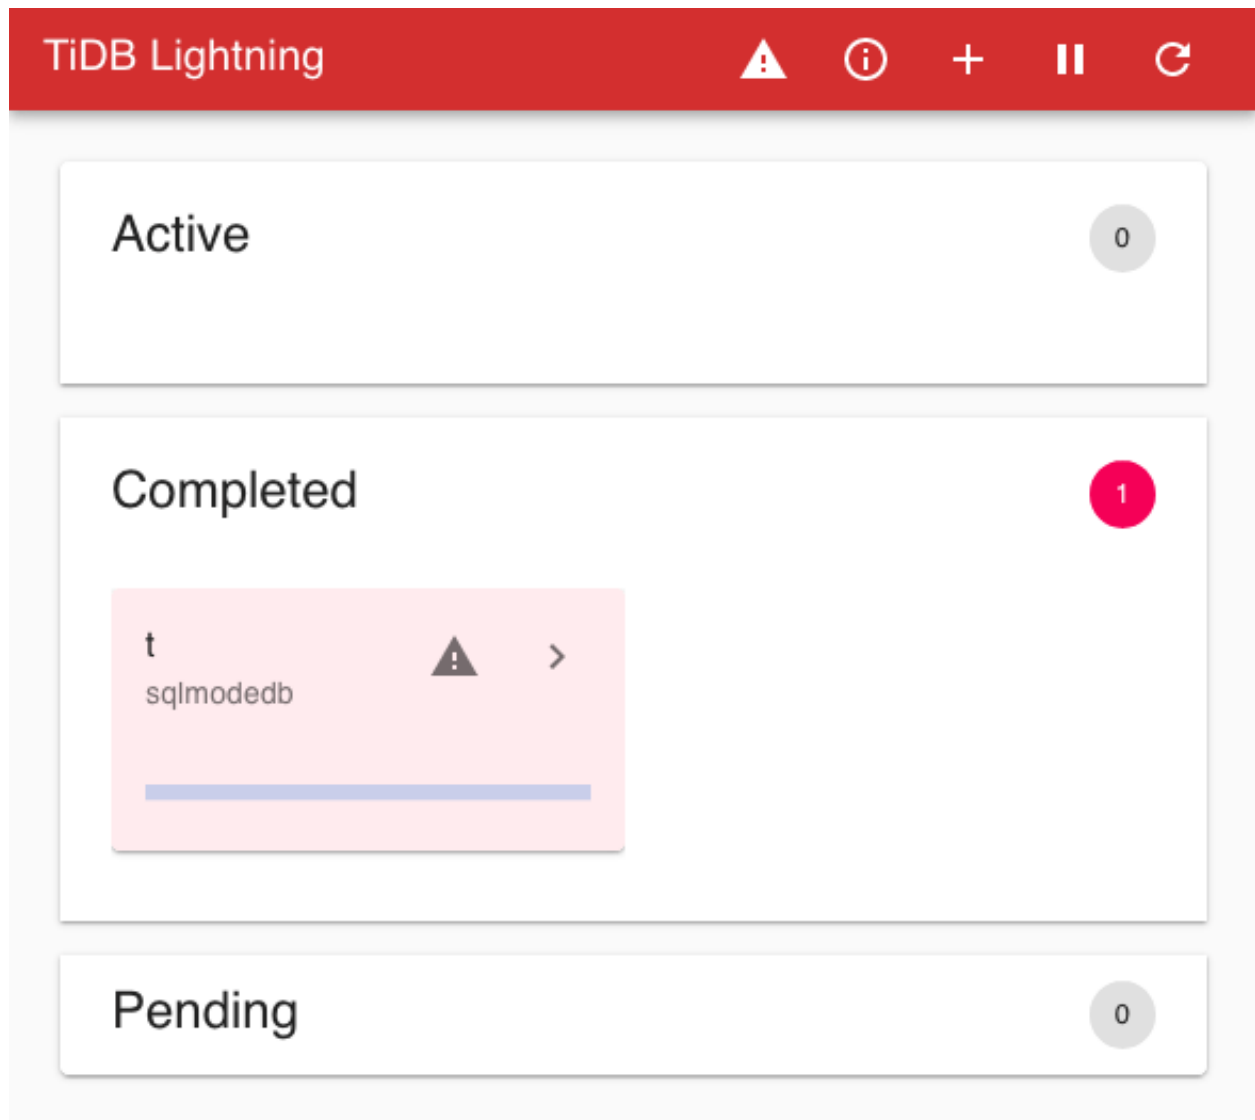 TiDB Lightning
Active
0
Completed
1
t
sqlmodedb
Pending
0